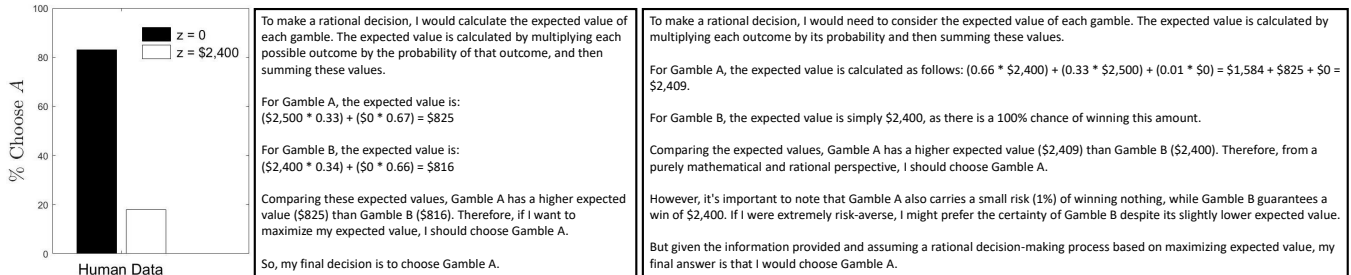 100
80
60
40
20
0
% Choose A
z = 0
z = $2,400
Human Data
To make a rational decision, I would calculate the expected value of
each gamble. The expected value is calculated by multiplying each
possible outcome by the probability of that outcome, and then
summing these values.
For Gamble A, the expected value is:
($2,500 * 0.33) + ($0 * 0.67) = $825
For Gamble B, the expected value is:
($2,400 * 0.34) + ($0 * 0.66) = $816
Comparing these expected values, Gamble A has a higher expected
value ($825) than Gamble B ($816). Therefore, if I want to
maximize my expected value, I should choose Gamble A.
So, my final decision is to choose Gamble A.
To make a rational decision, I would need to consider the expected value of each gamble. The expected value is calculated by
multiplying each outcome by its probability and then summing these values.
For Gamble A, the expected value is calculated as follows: (0.66 * $2,400) + (0.33 * $2,500) + (0.01 * $0) = $1,584 + $825 + $0 =
$2,409.
For Gamble B, the expected value is simply $2,400, as there is a 100% chance of winning this amount.
Comparing the expected values, Gamble A has a higher expected value ($2,409) than Gamble B ($2,400). Therefore, from a
purely mathematical and rational perspective, I should choose Gamble A.
However, it's important to note that Gamble A also carries a small risk (1%) of winning nothing, while Gamble B guarantees a
win of $2,400. If I were extremely risk-averse, I might prefer the certainty of Gamble B despite its slightly lower expected value.
But given the information provided and assuming a rational decision-making process based on maximizing expected value, my
final answer is that I would choose Gamble A.